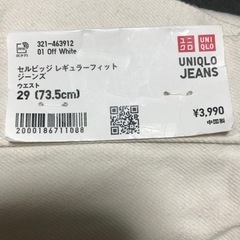 321-463912
01 Off White
セルビッジ レギュラーフィット
ジーンズ
ウエスト
29 (73.5cm)
2000186711088
UNIQLO
UNIQLO
JEANS
¥3,990
中国製